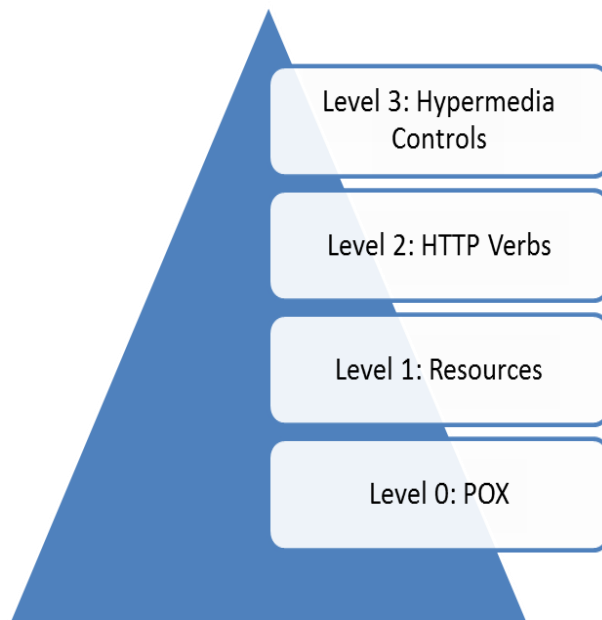 Level 3: Hypermedia
Controls
Level 2: HTTP Verbs
Level 1: Resources
Level 0: POX